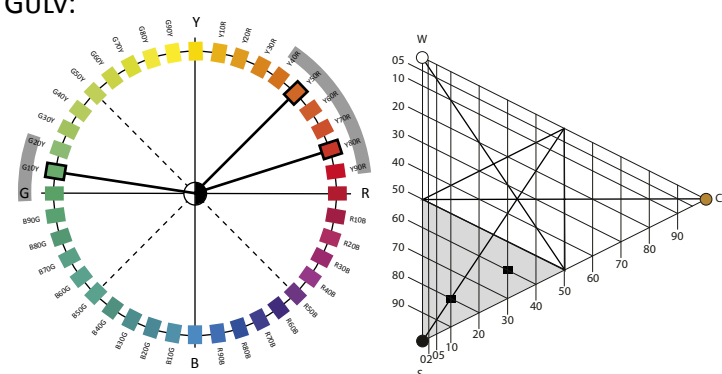 GULV:
Y
G90Y
G80Y
G70Y
G60Y
G50Y
G40Y
G30Y
G20Y
G10Y
G
B90G
B80G
B70G
B60G
B50G
B40G
B30G
B20G
B10G
B
R90B
R80B
R70B
R60B
R50B
R40B
R30B
R20B
R10B
R
Y90R
Y80R
Y70R
Y60R
Y50R
Y40R
Y30R
Y20R
Y10R
W
05
10
20
30
40
50
60
70
80
90
C
90
80
70
60
50
40
30
20
10
05
02
S